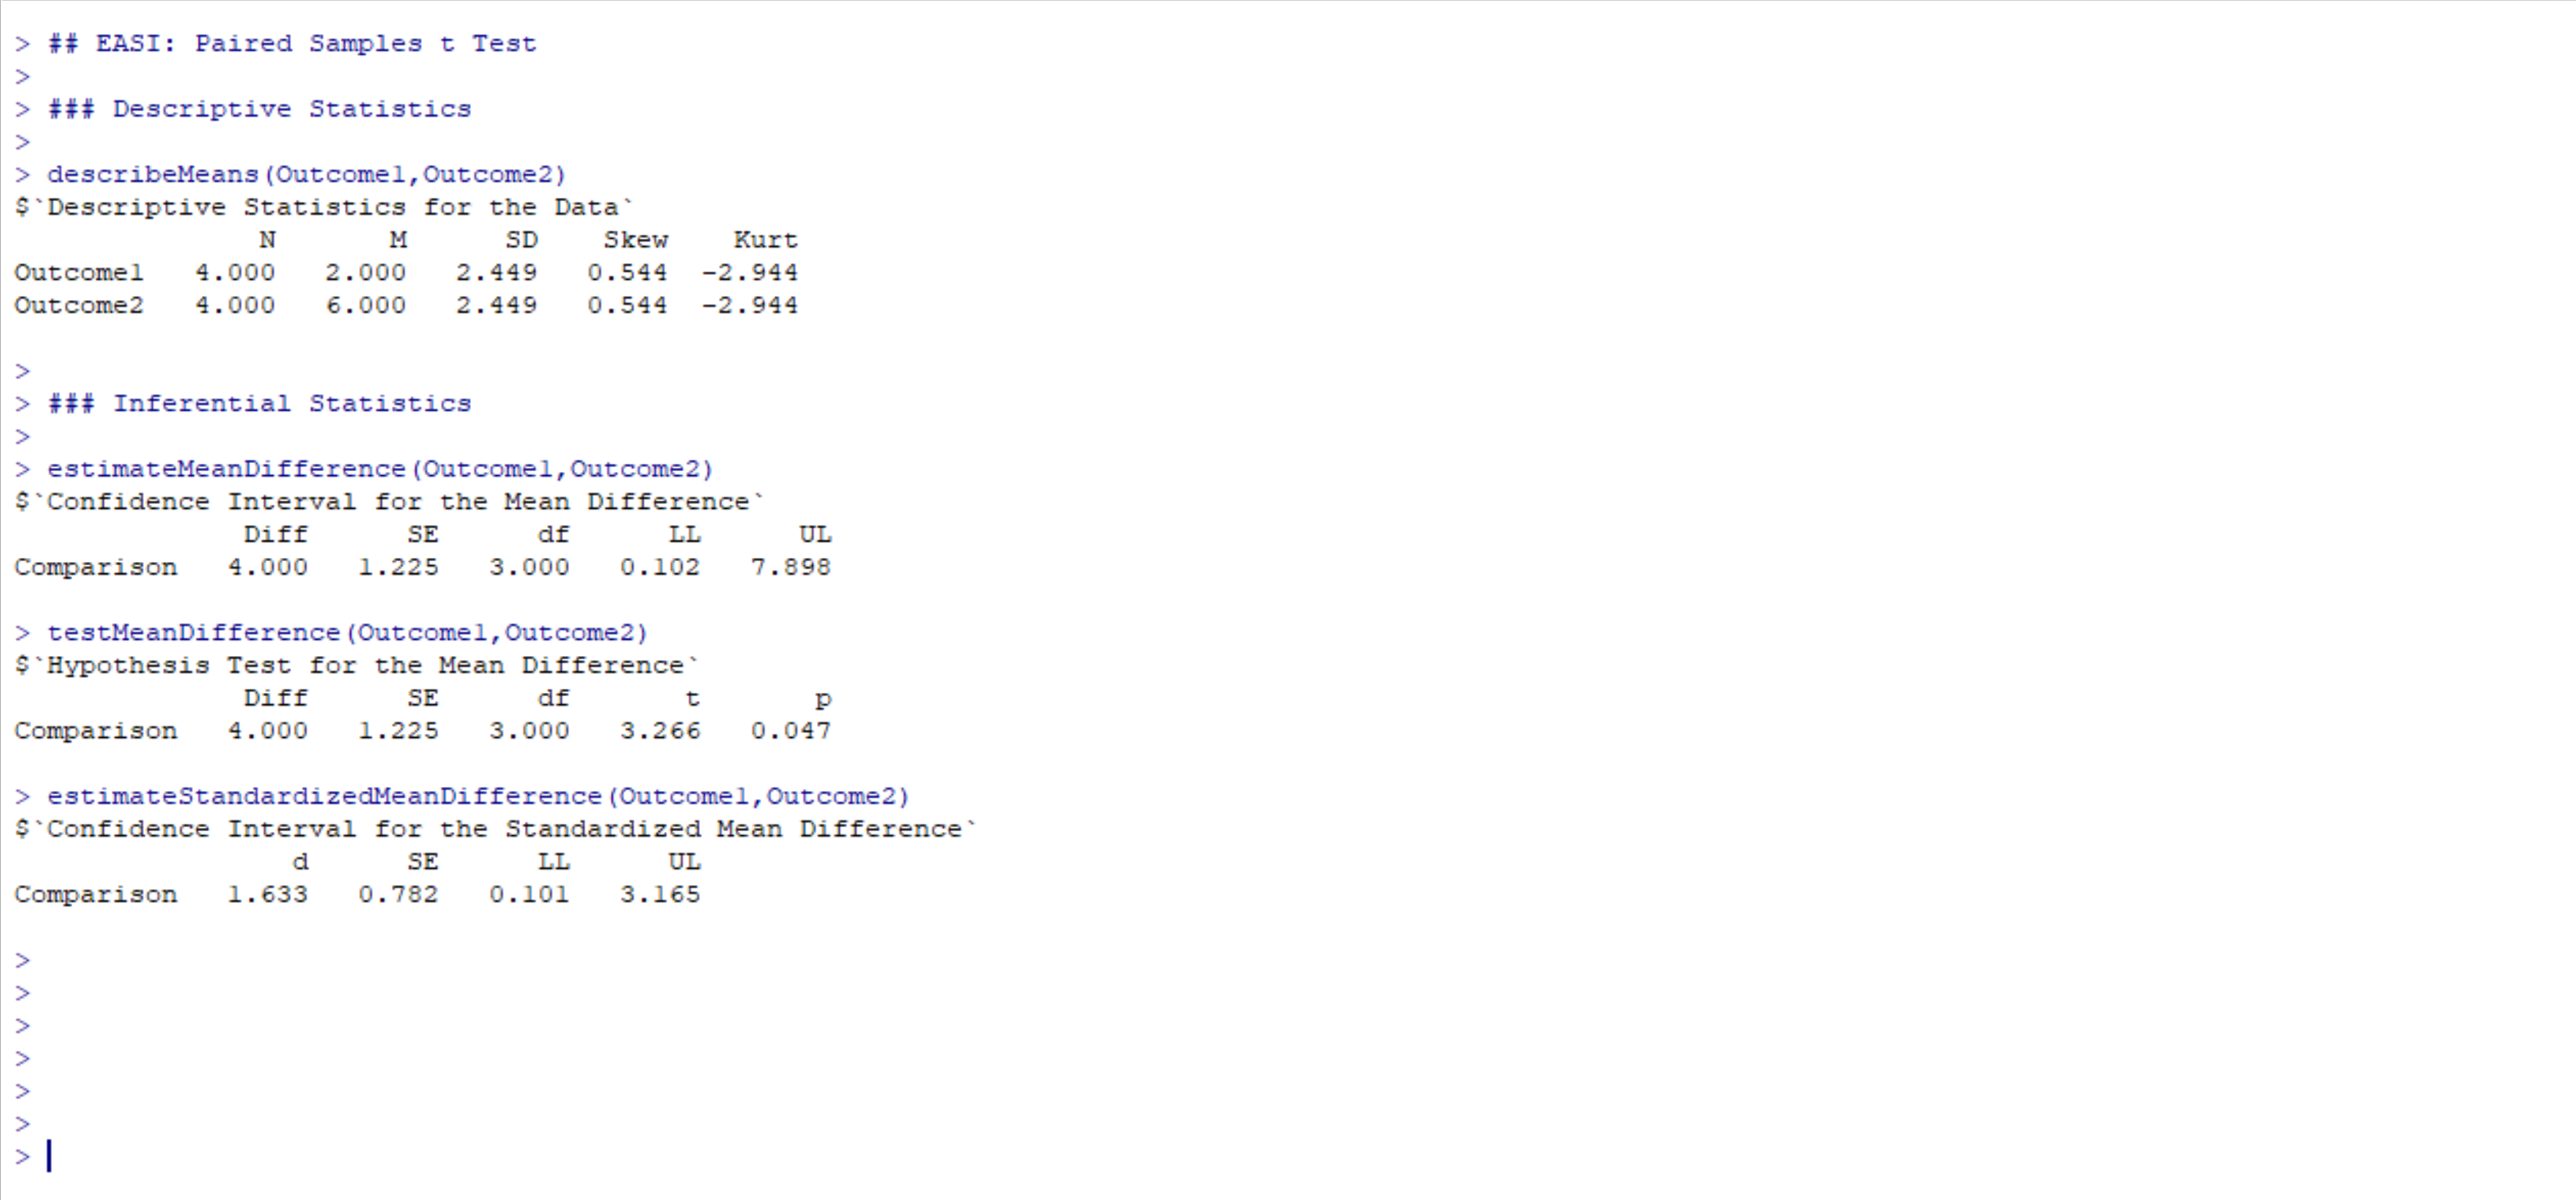 > ## EASI: Paired Samples t Test
>
> ### Descriptive Statistics
>
> describeMeans(Outcome1,Outcome2)
$`Descriptive Statistics for the Data`
               N       M      SD    Skew    Kurt
Outcome1   4.000   2.000   2.449   0.544  -2.944
Outcome2   4.000   6.000   2.449   0.544  -2.944
>
> ### Inferential Statistics
>
> estimateMeanDifference(Outcome1,Outcome2)
$`Confidence Interval for the Mean Difference`
              Diff      SE      df      LL      UL
Comparison   4.000   1.225   3.000   0.102   7.898
> testMeanDifference(Outcome1,Outcome2)
$`Hypothesis Test for the Mean Difference`
              Diff      SE      df       t       p
Comparison   4.000   1.225   3.000   3.266   0.047
> estimateStandardizedMeanDifference(Outcome1,Outcome2)
$`Confidence Interval for the Standardized Mean Difference`
                 d      SE      LL      UL
Comparison   1.633   0.782   0.101   3.165
>
>
>
>
>
>
>